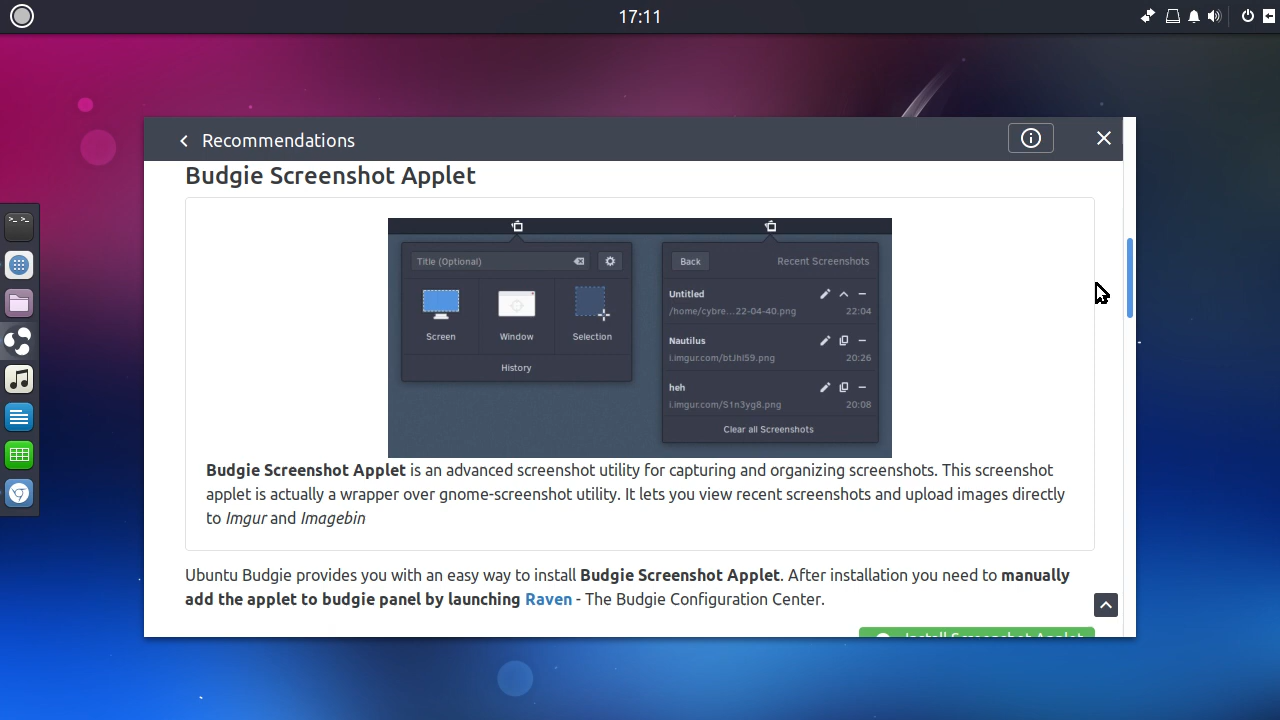 17:11
Recommendations
Budgie Screenshot Applet
Title (Optional)
Screen
Window
Selection
History
Back
Recent Screenshots
Untitled
/home/cybre...22-04-40.png
22:04
Nautilus
i.imgur.com/btJhl59.png
20:26
heh
i.imgur.com/S1n3yg8.png
20:08
Clear all Screenshots
Budgie Screenshot Applet is an advanced screenshot utility for capturing and organizing screenshots. This screenshot
applet is actually a wrapper over gnome-screenshot utility. It lets you view recent screenshots and upload images directly
to Imgur and Imagebin
Ubuntu Budgie provides you with an easy way to install Budgie Screenshot Applet. After installation you need to manually
add the applet to budgie panel by launching Raven - The Budgie Configuration Center.
Install Screenshot Applet